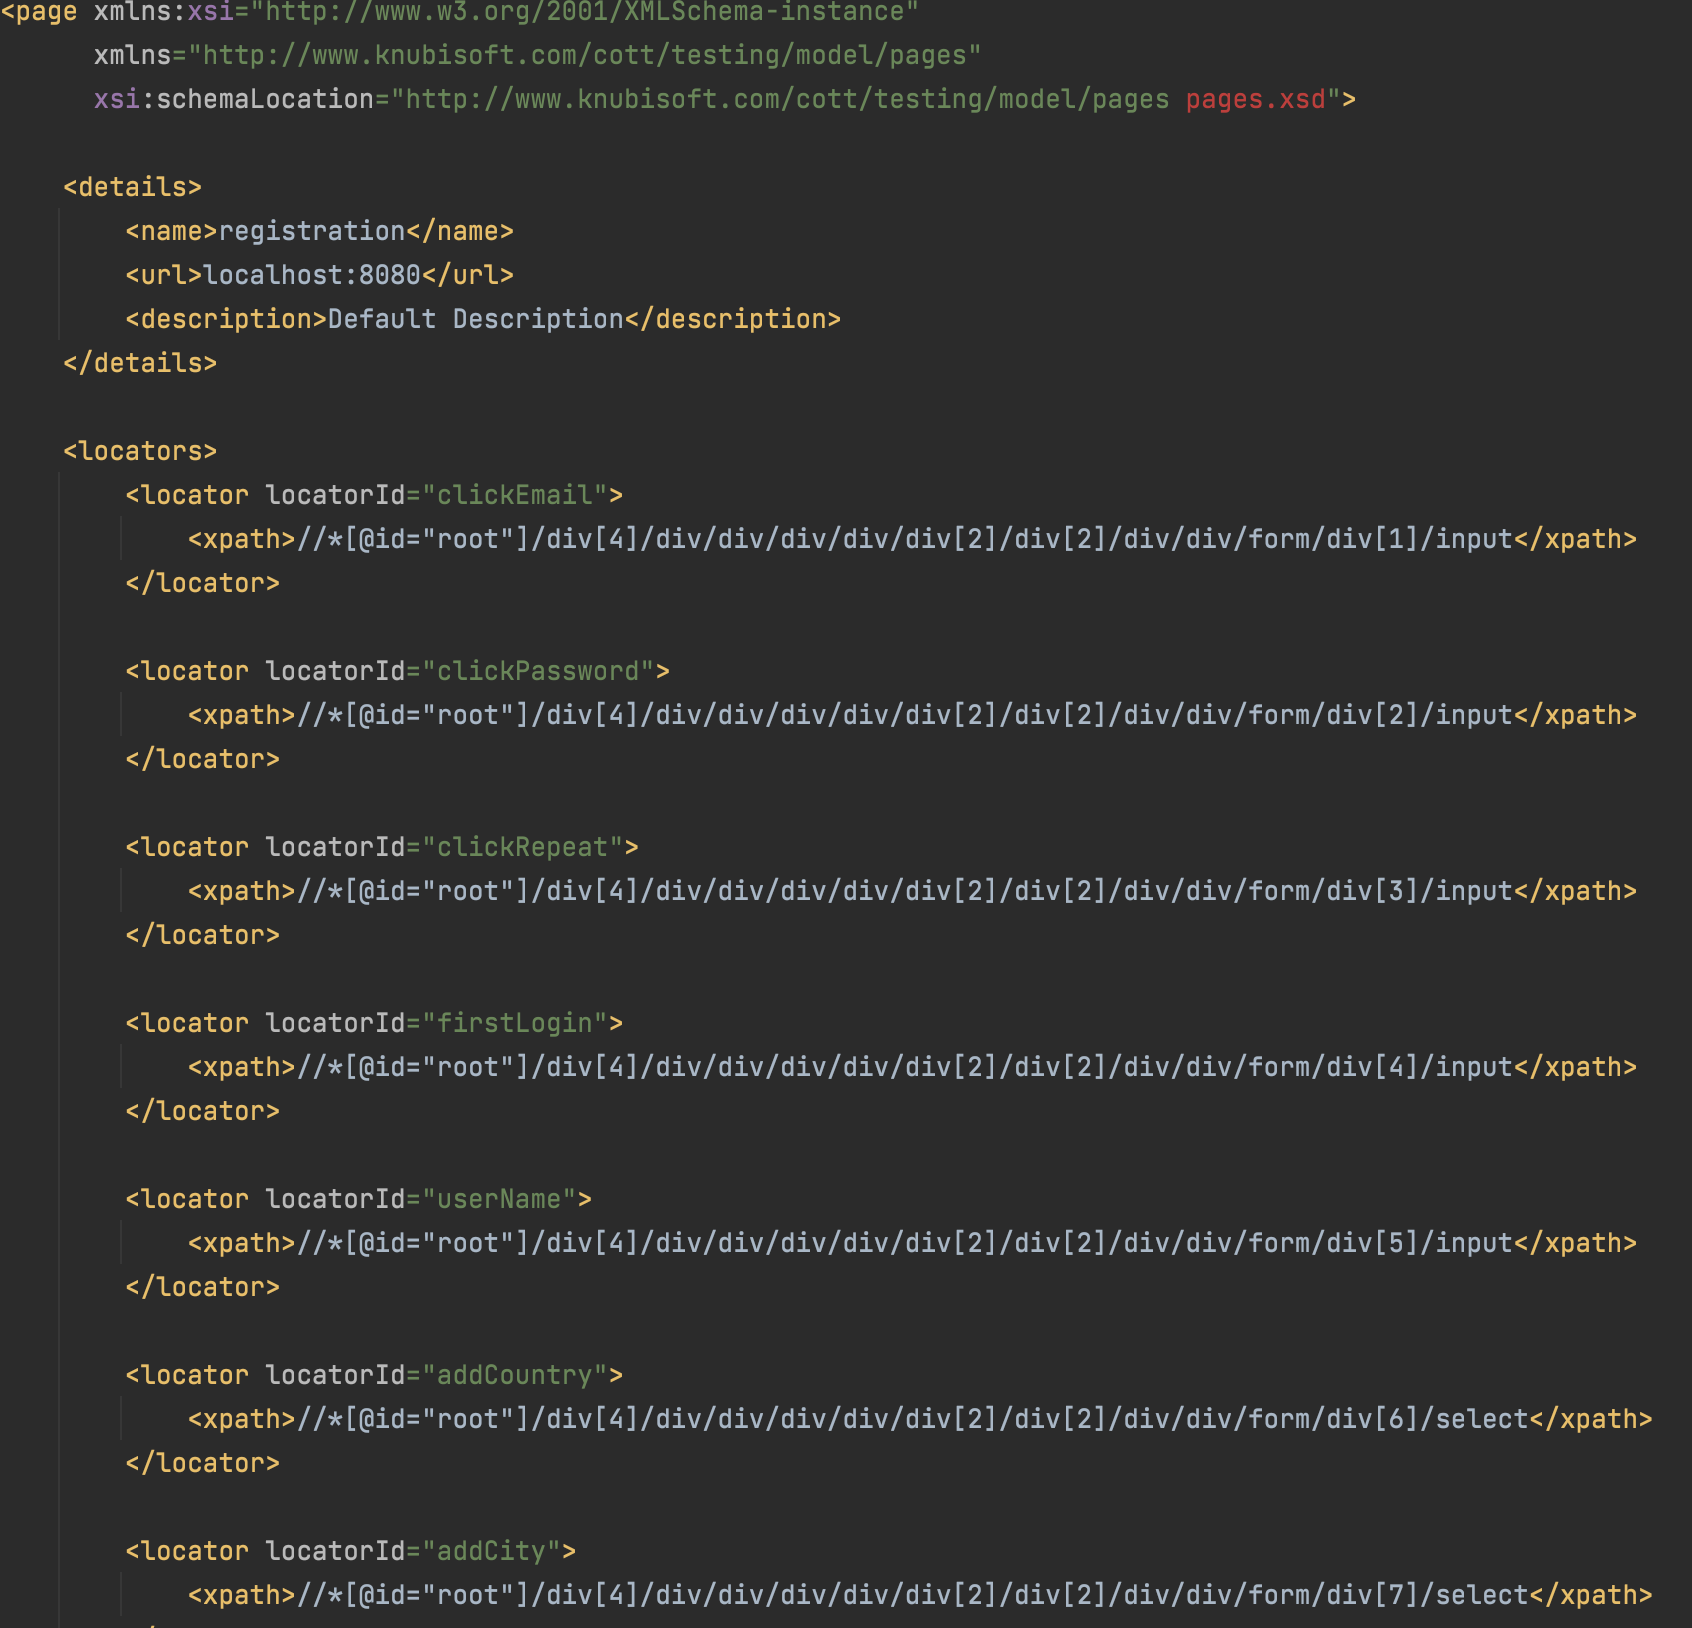 <page xmlns:xsi="http://www.w3.org/2001/XMLSchema-instance"
xmlns="http://www.knubisoft.com/cott/testing/model/pages"
xsi:schemaLocation="http://www.knubisoft.com/cott/testing/model/pages pages.xsd">
<details>
<name>registration</name>
<url>localhost:8080</url>
<description>Default Description</description>
</details>
<locators>
<locator locatorId="clickEmail">
<xpath>//*[@id="root"]/div[4]/div/div/div/div/div[2]/div[2]/div/div/form/div[1]/input</xpath>
</locator>
<locator locatorId="clickPassword">
<xpath>//*[@id="root"]/div[4]/div/div/div/div/div[2]/div[2]/div/div/form/div[2]/input</xpath>
</locator>
<locator locatorId="clickRepeat">
<xpath>//*[@id="root"]/div[4]/div/div/div/div/div[2]/div[2]/div/div/form/div[3]/input</xpath>
</locator>
<locator locatorId="firstLogin">
<xpath>//*[@id="root"]/div[4]/div/div/div/div/div[2]/div[2]/div/div/form/div[4]/input</xpath>
</locator>
<locator locatorId="userName">
<xpath>//*[@id="root"]/div[4]/div/div/div/div/div[2]/div[2]/div/div/form/div[5]/input</xpath>
</locator>
<locator locatorId="addCountry">
<xpath>//*[@id="root"]/div[4]/div/div/div/div/div[2]/div[2]/div/div/form/div[6]/select</xpath>
</locator>
<locator locatorId="addCity">
<xpath>//*[@id="root"]/div[4]/div/div/div/div/div[2]/div[2]/div/div/form/div[7]/select</xpath>